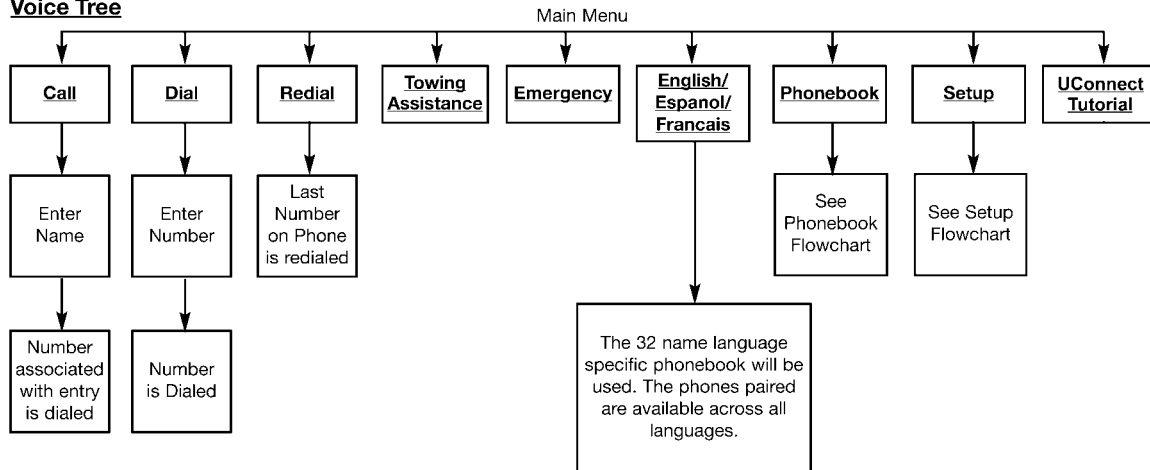 Voice Tree
Main Menu
Call
Dial
Redial
Towing
Assistance
Emergency
English/
Espanol/
Francais
Phonebook
Setup
UConnect
Tutorial
Enter
Name
Enter
Number
Last
Number
on Phone
is redialed
See
Phonebook
Flowchart
See Setup
Flowchart
Number
associated
with entry
is dialed
Number
is Dialed
The 32 name language
specific phonebook will be
used. The phones paired
are available across all
languages.